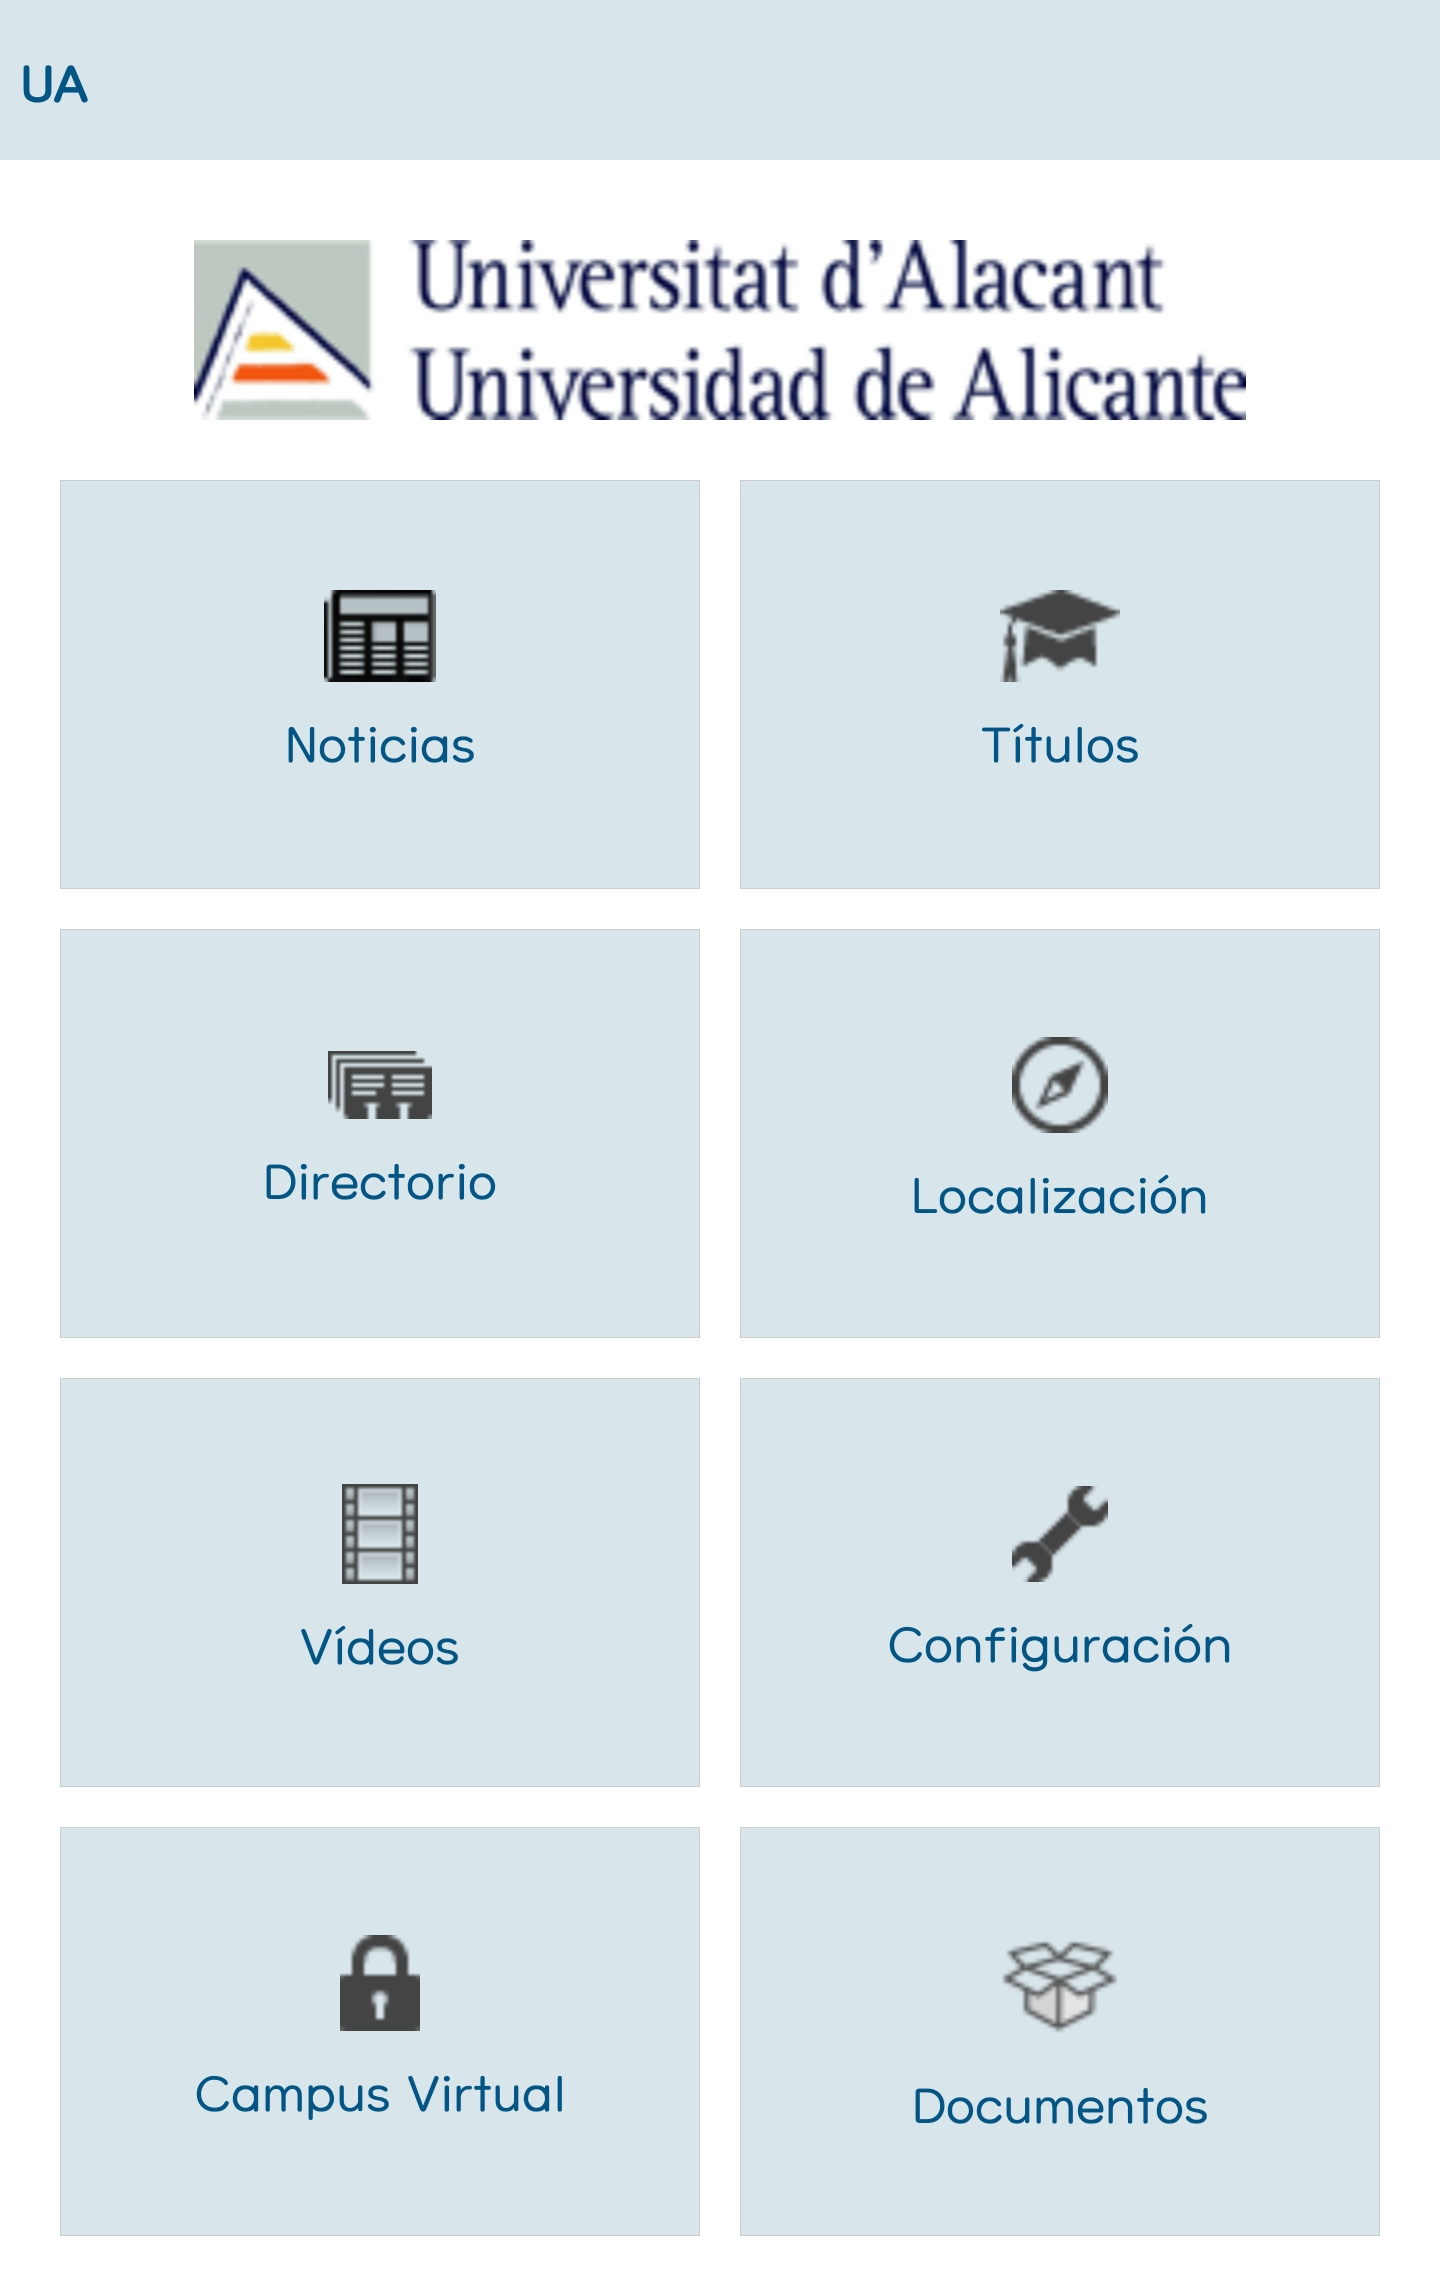 UA
Universitat d'Alacant
Universidad de Alicante
Noticias
Títulos
Directorio
Localización
Vídeos
Configuración
Campus Virtual
Documentos